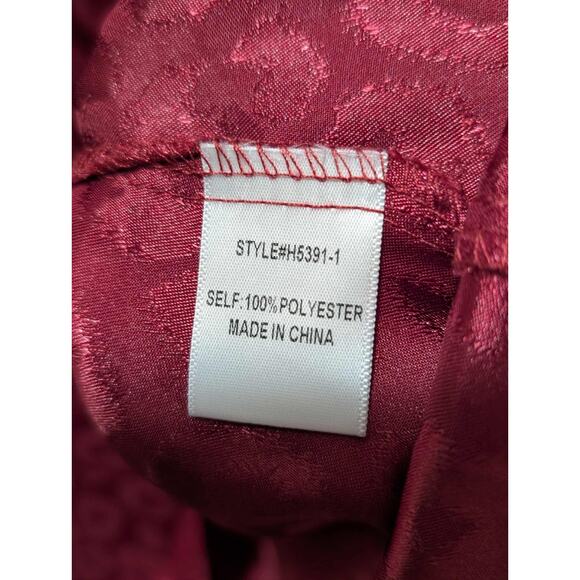 STYLE#H5391-1
SELF:100%POLYESTER
MADE IN CHINA